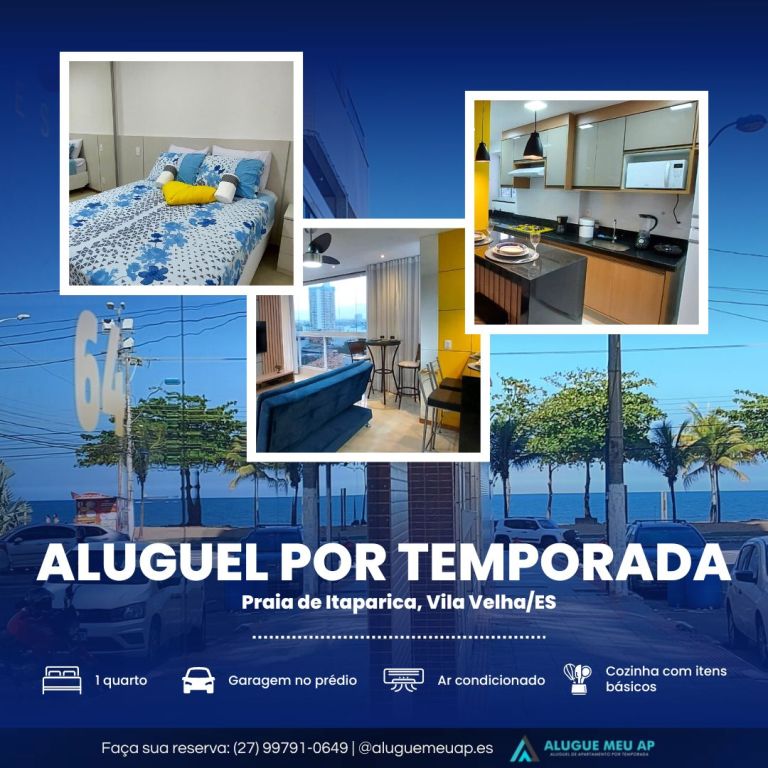 64
ALUGUEL POR TEMPORADA
Praia de Itaparica, Vila Velha/ES
1 quarto
Garagem no prédio
Ar condicionado
Cozinha com itens
básicos
Faça sua reserva: (27) 99791-0649 | @aluguemeuap.es
ALUGUE MEU AP
ALUGUEL DE APARTAMENTO POR TEMPORADA